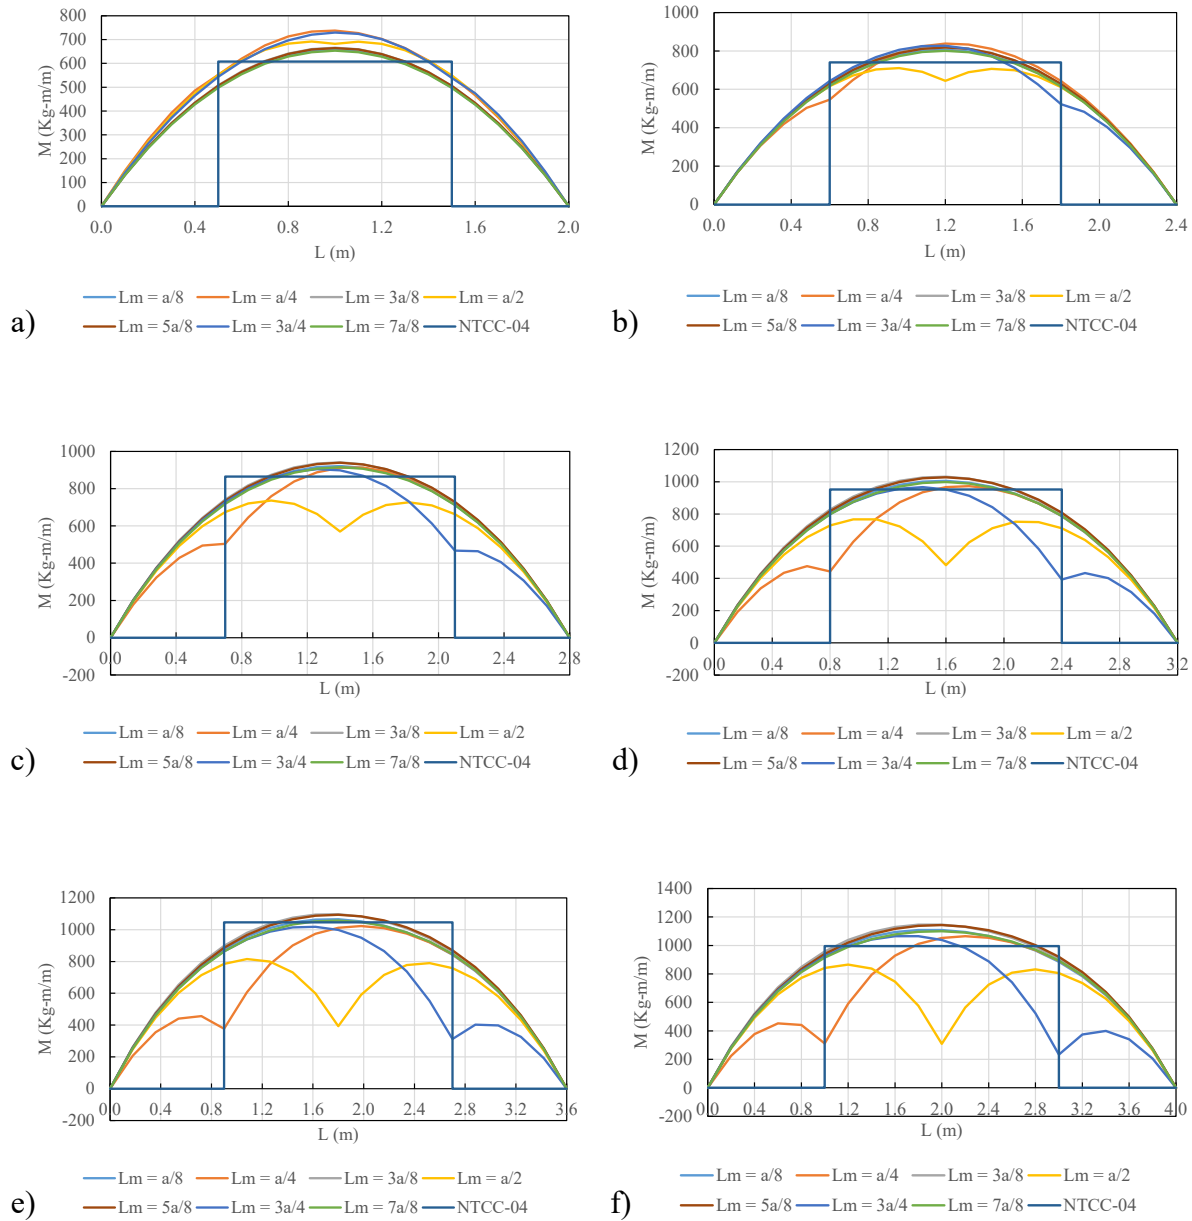 800
700
600
500
400
300
200
100
0
M (Kg-m/m)
0.0 0.4 0.8 1.2 1.6 2.0
L (m)
Lm = a/8 Lm = a/4 Lm = 3a/8 Lm = a/2
Lm = 5a/8 Lm = 3a/4 Lm = 7a/8 NTCC-04
a)
1000
800
600
400
200
0
M (Kg-m/m)
0.0 0.4 0.8 1.2 1.6 2.0 2.4
L (m)
Lm = a/8 Lm = a/4 Lm = 3a/8 Lm = a/2
Lm = 5a/8 Lm = 3a/4 Lm = 7a/8 NTCC-04
b)
1000
800
600
400
200
0
-200
M (Kg-m/m)
0.0 0.4 0.8 1.2 1.6 2.0 2.4 2.8
L (m)
Lm = a/8 Lm = a/4 Lm = 3a/8 Lm = a/2
Lm = 5a/8 Lm = 3a/4 Lm = 7a/8 NTCC-04
c)
1200
1000
800
600
400
200
0
-200
M (Kg-m/m)
0.0 0.4 0.8 1.2 1.6 2.0 2.4 2.8 3.2
L (m)
Lm = a/8 Lm = a/4 Lm = 3a/8 Lm = a/2
Lm = 5a/8 Lm = 3a/4 Lm = 7a/8 NTCC-04
d)
1200
1000
800
600
400
200
0
-200
M (Kg-m/m)
0.0 0.4 0.8 1.2 1.6 2.0 2.4 2.8 3.2 3.6
L (m)
Lm = a/8 Lm = a/4 Lm = 3a/8 Lm = a/2
Lm = 5a/8 Lm = 3a/4 Lm = 7a/8 NTCC-04
e)
1400
1200
1000
800
600
400
200
0
-200
M (Kg-m/m)
0.0 0.4 0.8 1.2 1.6 2.0 2.4 2.8 3.2 3.6 4.0
L (m)
Lm = a/8 Lm = a/4 Lm = 3a/8 Lm = a/2
Lm = 5a/8 Lm = 3a/4 Lm = 7a/8 NTCC-04
f)